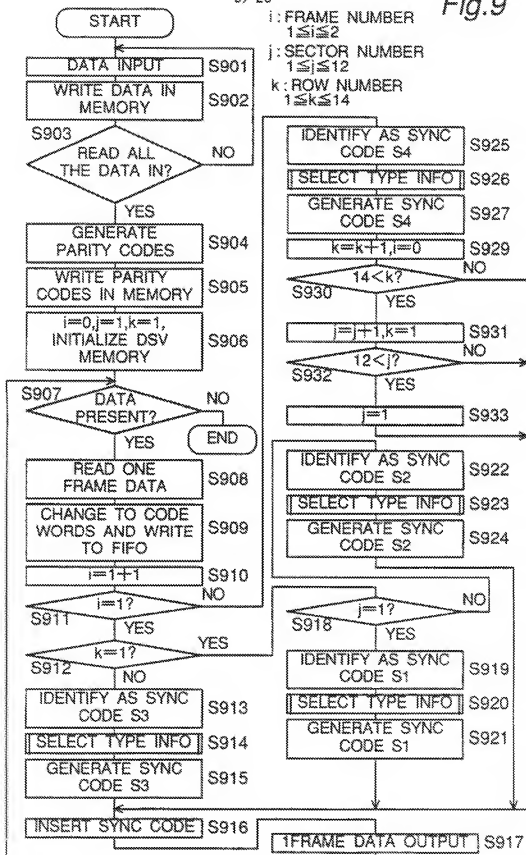 Fig.9
i : FRAME NUMBER
1≦i≦2
j : SECTOR NUMBER
1≦j≦12
k : ROW NUMBER
1≦k≦14
START
DATA INPUT S901
WRITE DATA IN
MEMORY S902
S903
READ ALL
THE DATA IN?
NO
YES
GENERATE
PARITY CODES S904
WRITE PARITY
CODES IN MEMORY S905
i=0,j=1,k=1,
INITIALIZE DSV
MEMORY S906
S907
DATA
PRESENT?
NO
END
YES
READ ONE
FRAME DATA S908
CHANGE TO CODE
WORDS AND WRITE
TO FIFO S909
i=1+1 S910
i=1?
NO
S911
YES
k=1?
YES
S912
NO
IDENTIFY AS SYNC
CODE S3 S913
SELECT TYPE INFO S914
GENERATE SYNC
CODE S3 S915
INSERT SYNC CODE S916
IDENTIFY AS SYNC
CODE S4 S925
SELECT TYPE INFO S926
GENERATE SYNC
CODE S4 S927
k=k+1,i=0 S929
14<k?
NO
S930
YES
j=j+1,k=1 S931
12<j?
NO
S932
YES
j=1 S933
IDENTIFY AS SYNC
CODE S2 S922
SELECT TYPE INFO S923
GENERATE SYNC
CODE S2 S924
j=1?
NO
S918
YES
IDENTIFY AS SYNC
CODE S1 S919
SELECT TYPE INFO S920
GENERATE SYNC
CODE S1 S921
1FRAME DATA OUTPUT S917